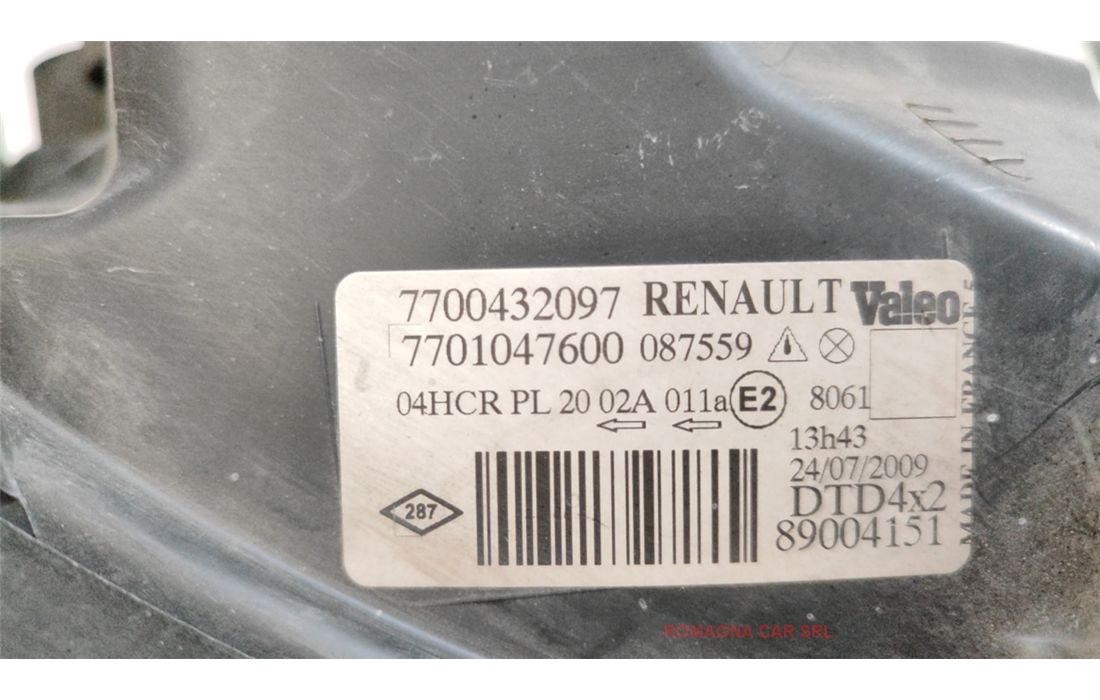 7700432097 RENAULT Valeo
7701047600 087559
04HCR PL 20 02A 011a E2 8061
13h43
24/07/2009
287
DTD4x2
89004151
MADE IN FRANCE 5
ROMAGNA CAR SRL